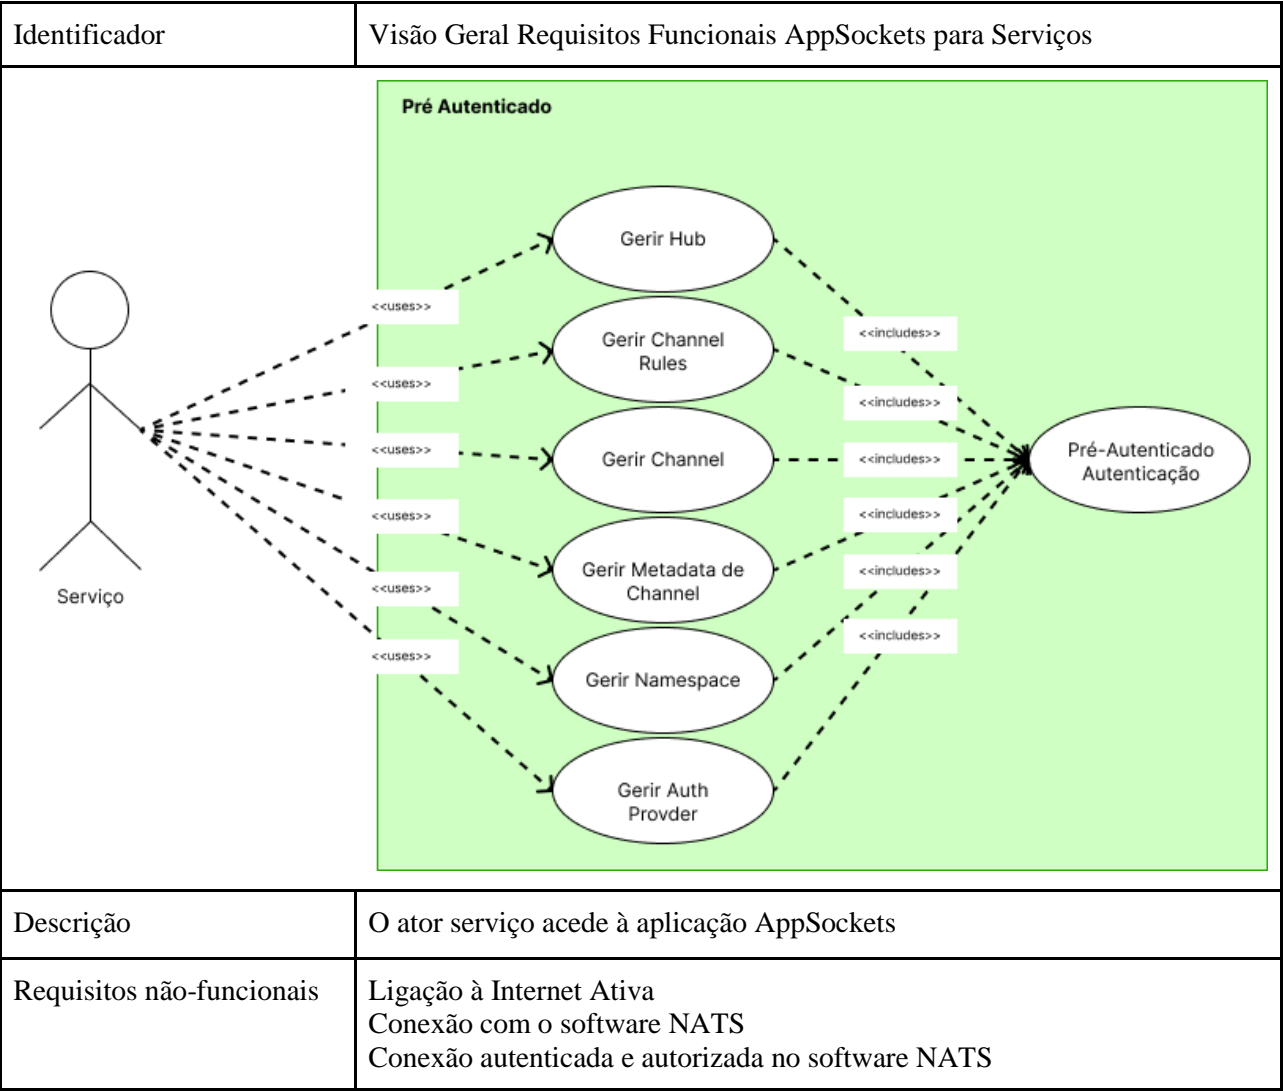 Identificador
Visão Geral Requisitos Funcionais AppSockets para Serviços
Pré Autenticado
Gerir Hub
<<uses>>
<<includes>>
Gerir Channel
Rules
<<uses>>
<<includes>>
Gerir Channel
<<uses>>
<<includes>>
Pré-Autenticado
Autenticação
<<uses>>
<<includes>>
Gerir Metadata de
Channel
<<uses>>
<<includes>>
Serviço
Gerir Namespace
<<uses>>
<<includes>>
Gerir Auth
Provder
Descrição
O ator serviço acede à aplicação AppSockets
Requisitos não-funcionais
Ligação à Internet Ativa
Conexão com o software NATS
Conexão autenticada e autorizada no software NATS